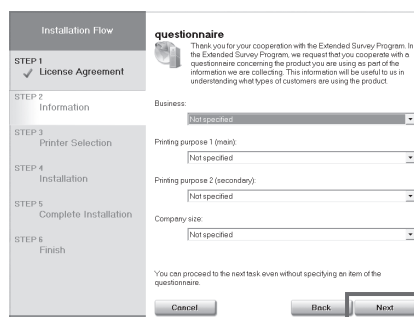 Installation Flow
STEP 1
License Agreement
STEP 2
Information
STEP 3
Printer Selection
STEP 4
Installation
STEP 5
Complete Installation
STEP 6
Finish
questionnaire
Thank you for your cooperation with the Extended Survey Program. In
the Extended Survey Program, we request that you cooperate with a
questionnaire concerning the product you are using as part of the
information we are collecting. This information will be useful to us in
understanding what types of customers are using the product.
Business:
Not specified
Printing purpose 1 (main):
Not specified
Printing purpose 2 (secondary):
Not specified
Company size:
Not specified
You can proceed to the next task even without specifying an item of the
questionnaire.
Cancel
Back
Next